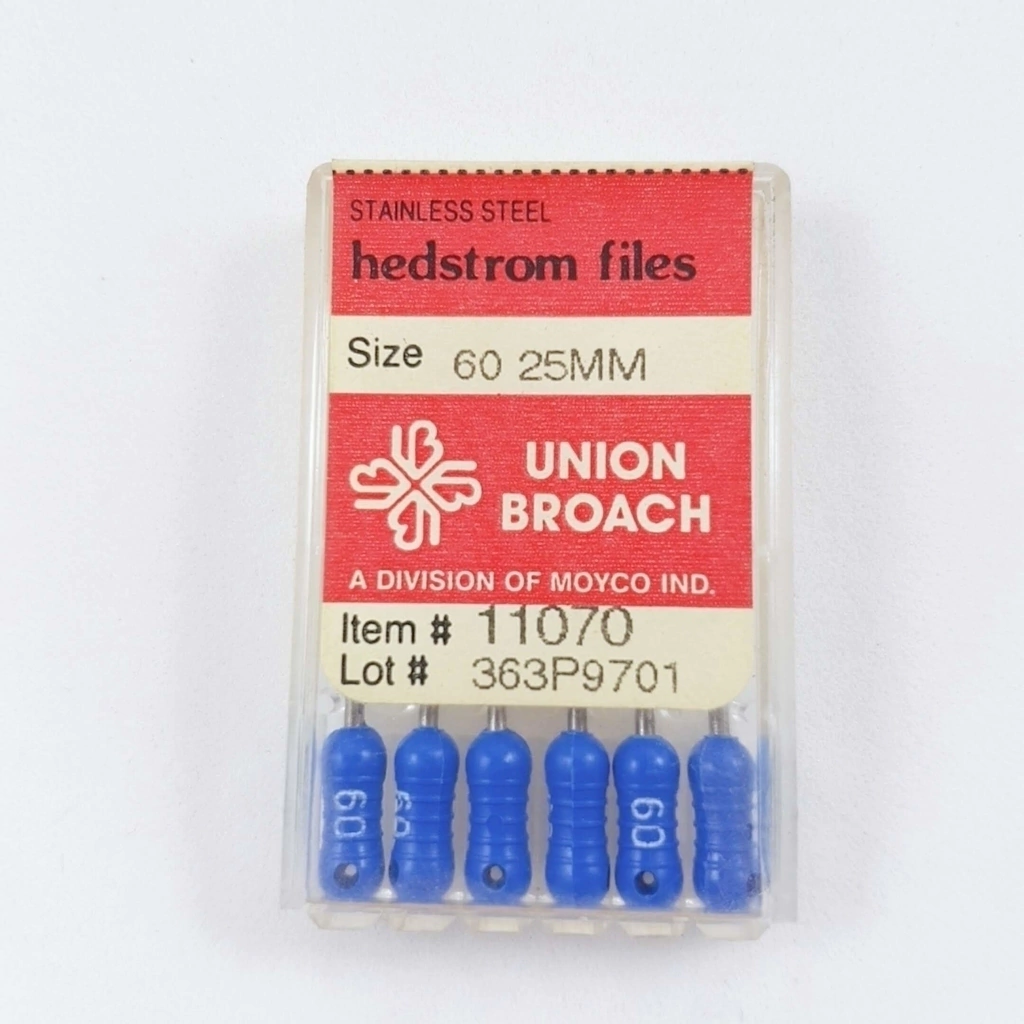 STAINLESS STEEL
hedstrom files
Size 60 25MM
UNION
BROACH
A DIVISION OF MOYCO IND.
Item # 11070
Lot # 363P9701
60
60
60